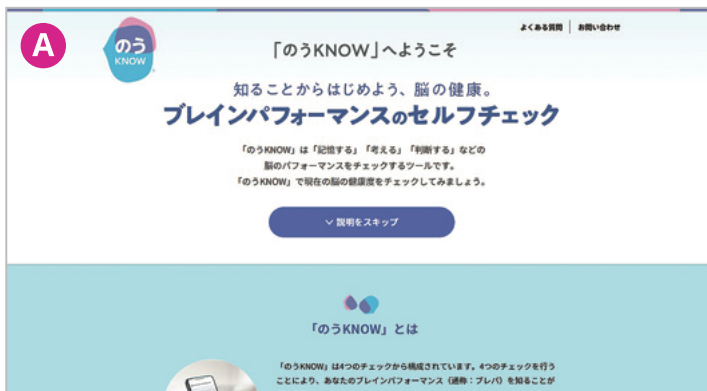 A
のう
KNOW
よくある質問
お問い合わせ
「のうKNOW」へようこそ
知ることからはじめよう、脳の健康。
ブレインパフォーマンスのセルフチェック
「のうKNOW」は「記憶する」「考える」「判断する」などの
脳のパフォーマンスをチェックするツールです。
「のうKNOW」で現在の脳の健康度をチェックしてみましょう。
説明をスキップ
「のうKNOW」とは
「のうKNOW」は4つのチェックから構成されています。4つのチェックを行う
ことにより、あなたのブレインパフォーマンス（通称：ブレパ）を知ることが